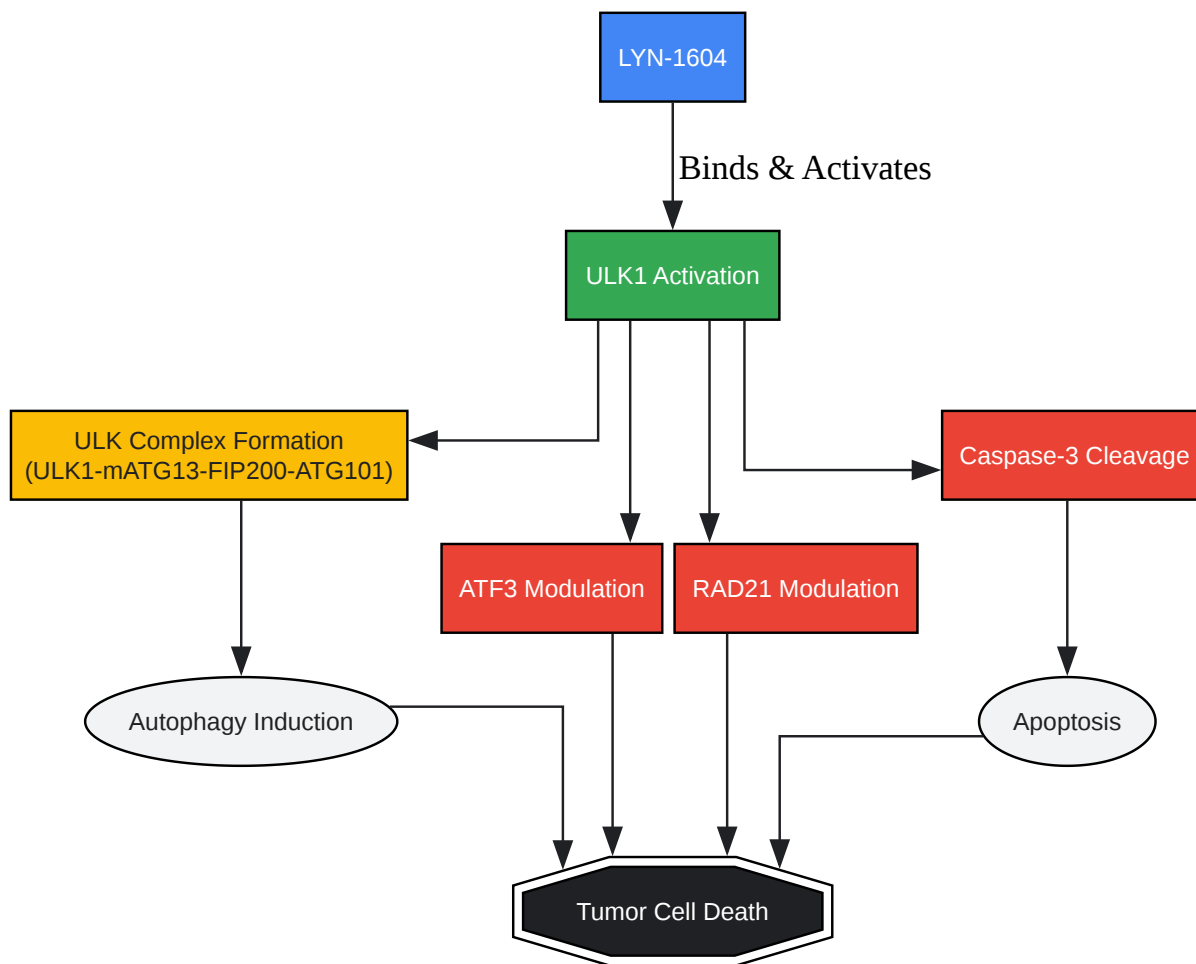 LYN-1604
Binds & Activates
ULK1 Activation
ULK Complex Formation
(ULK1-mATG13-FIP200-ATG101)
Caspase-3 Cleavage
ATF3 Modulation
RAD21 Modulation
Autophagy Induction
Apoptosis
Tumor Cell Death